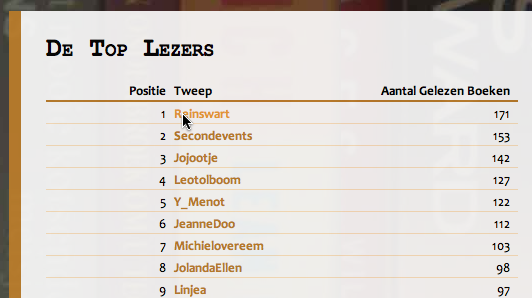 De Top Lezers
Positie Tweep Aantal Gelezen Boeken
1 Reinswart 171
2 Secondevents 153
3 Jojootje 142
4 Leotolboom 127
5 Y_Menot 122
6 JeanneDoo 112
7 Michielovereem 103
8 JolandaEllen 98
9 Linjea 97